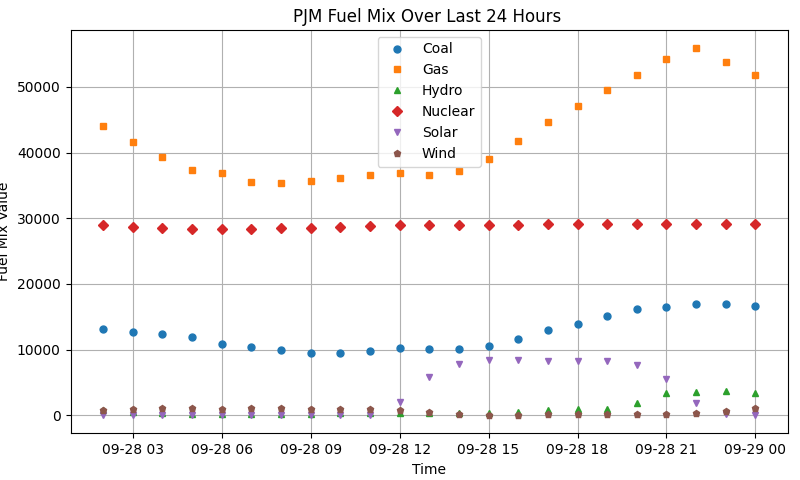 PJM Fuel Mix Over Last 24 Hours
Coal
Gas
Hydro
Nuclear
Solar
Wind
50000
40000
30000
20000
10000
0
Fuel Mix Value
09-28 03 09-28 06 09-28 09 09-28 12 09-28 15 09-28 18 09-28 21 09-29 00
Time